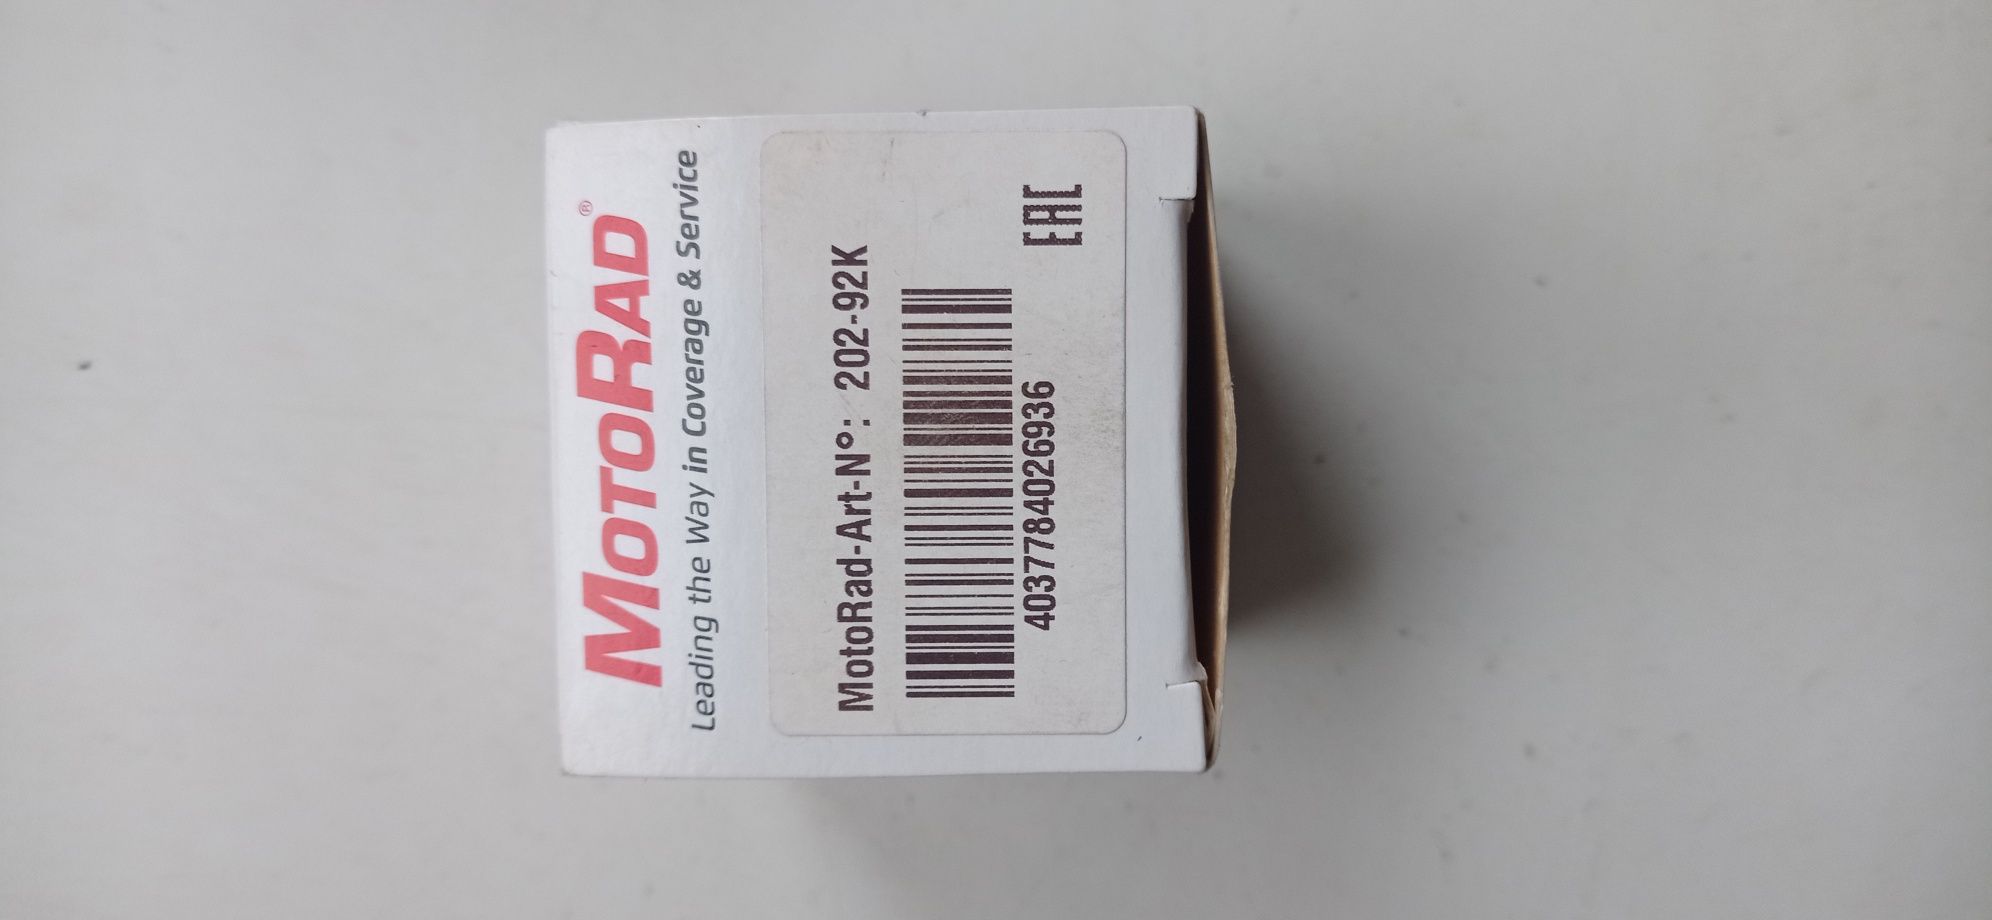 MOTORAD®
Leading the Way in Coverage & Service
MotoRad-Art-N°: 202-92K
4037784026936
EAC